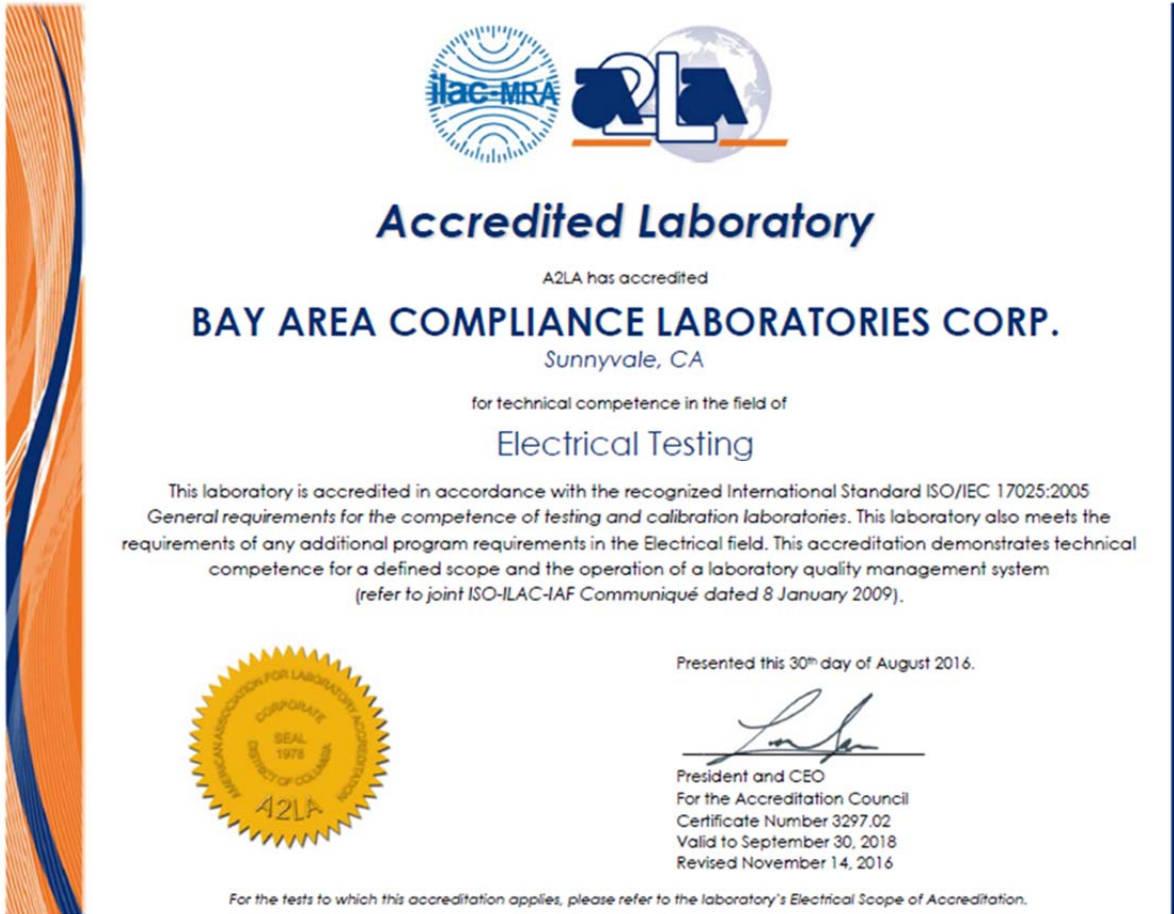 ilac-MRA
A2LA
Accredited Laboratory
A2LA has accredited
BAY AREA COMPLIANCE LABORATORIES CORP.
Sunnyvale, CA
for technical competence in the field of
Electrical Testing
This laboratory is accredited in accordance with the recognized International Standard ISO/IEC 17025:2005
General requirements for the competence of testing and calibration laboratories. This laboratory also meets the
requirements of any additional program requirements in the Electrical field. This accreditation demonstrates technical
competence for a defined scope and the operation of a laboratory quality management system
(refer to joint ISO-ILAC-IAF Communiqué dated 8 January 2009).
AMERICAN ASSOCIATION FOR LABORATORY ACCREDITATION
CORPORATE
SEAL
1978
DISTRICT OF COLUMBIA
A2LA
Presented this 30th day of August 2016.
President and CEO
For the Accreditation Council
Certificate Number 3297.02
Valid to September 30, 2018
Revised November 14, 2016
For the tests to which this accreditation applies, please refer to the laboratory's Electrical Scope of Accreditation.